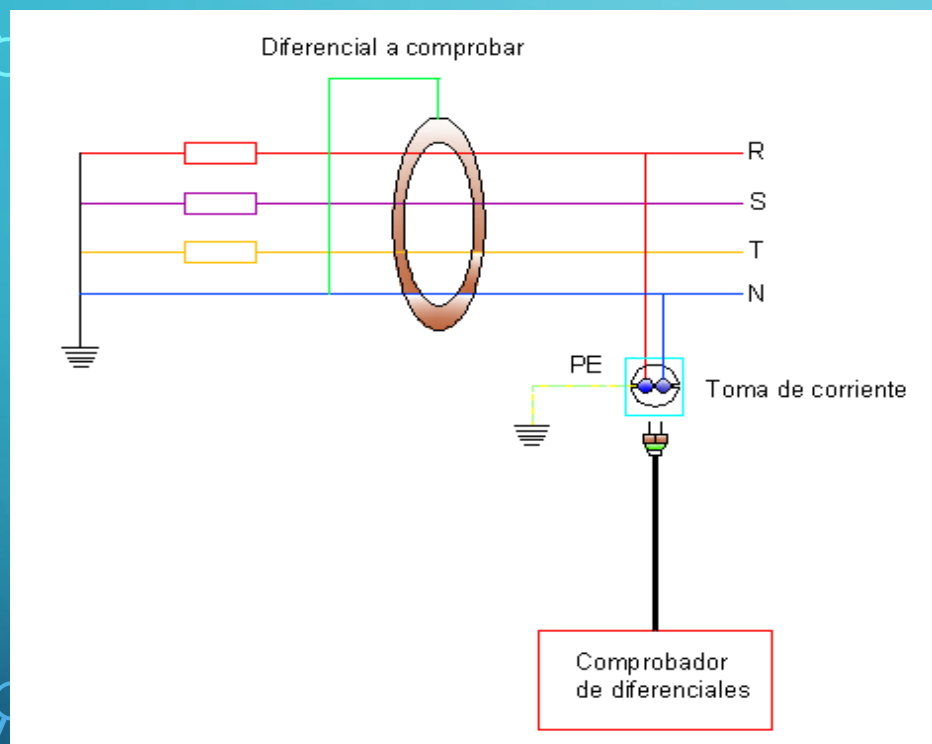 Diferencial a comprobar
R
S
T
N
PE
Toma de corriente
Comprobador
de diferenciales